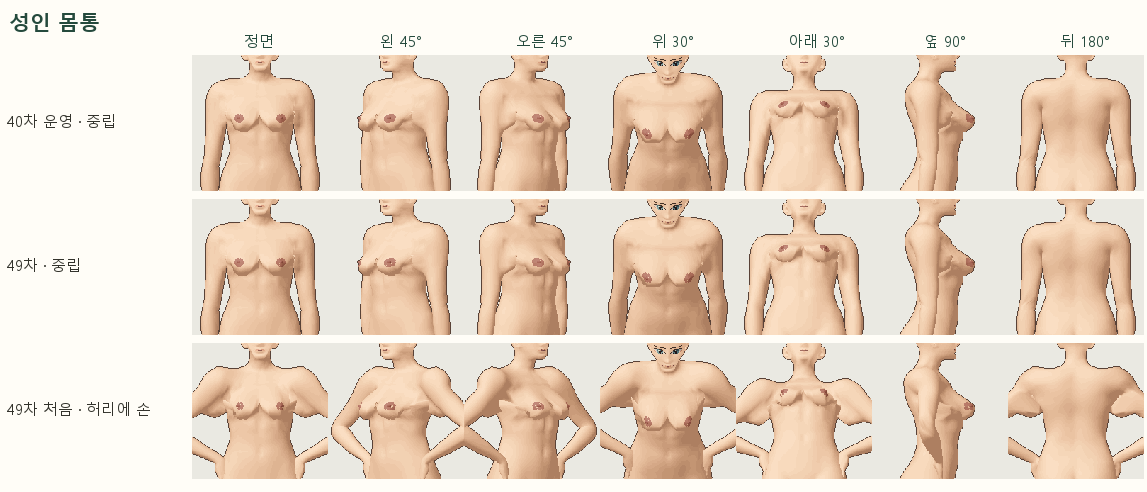 성인 몸통
정면 왼 45° 오른 45° 위 30° 아래 30° 옆 90° 뒤 180°
40차 운영 · 중립
49차 · 중립
49차 처음 · 허리에 손